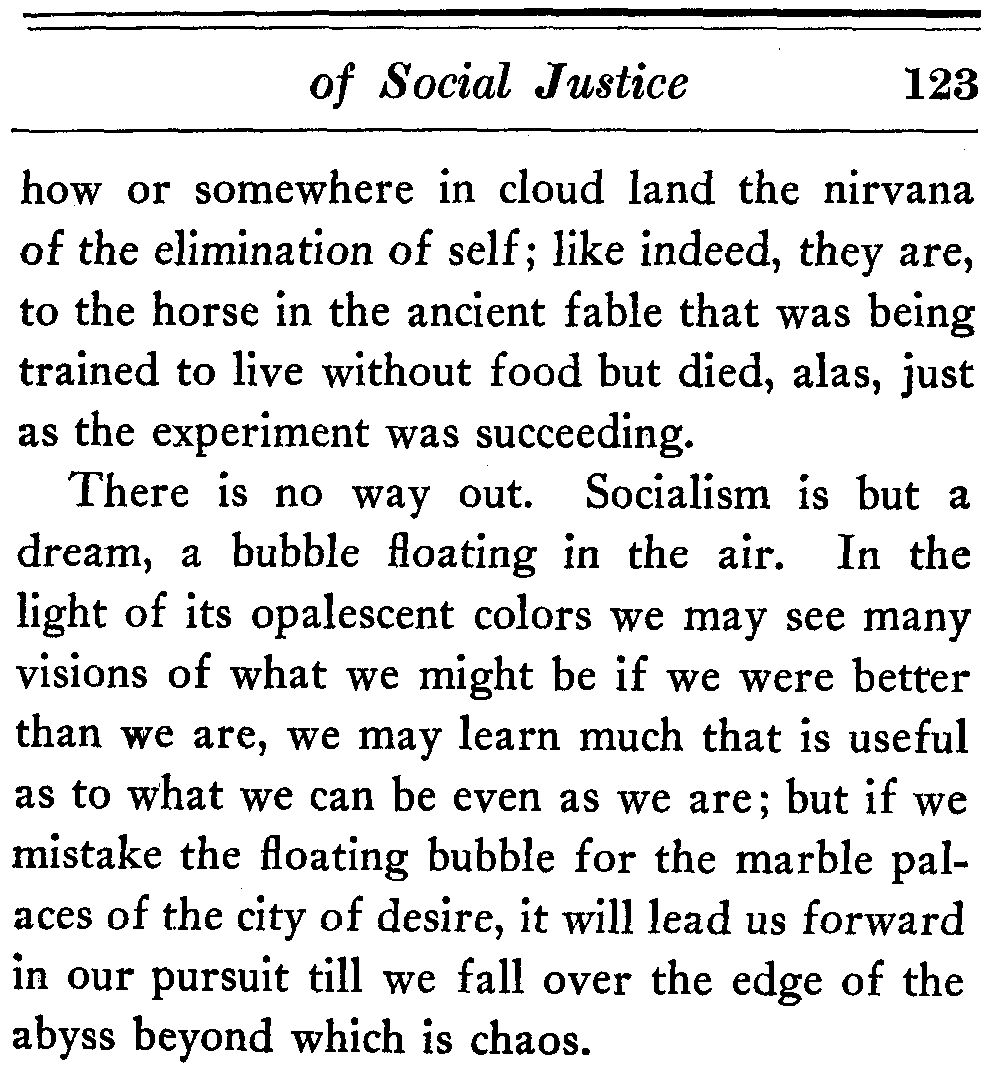 of Social Justice 123
how or somewhere in cloud land the nirvana
of the elimination of self; like indeed, they are,
to the horse in the ancient fable that was being
trained to live without food but died, alas, just
as the experiment was succeeding.
There is no way out. Socialism is but a
dream, a bubble floating in the air. In the
light of its opalescent colors we may see many
visions of what we might be if we were better
than we are, we may learn much that is useful
as to what we can be even as we are; but if we
mistake the floating bubble for the marble pal-
aces of the city of desire, it will lead us forward
in our pursuit till we fall over the edge of the
abyss beyond which is chaos.